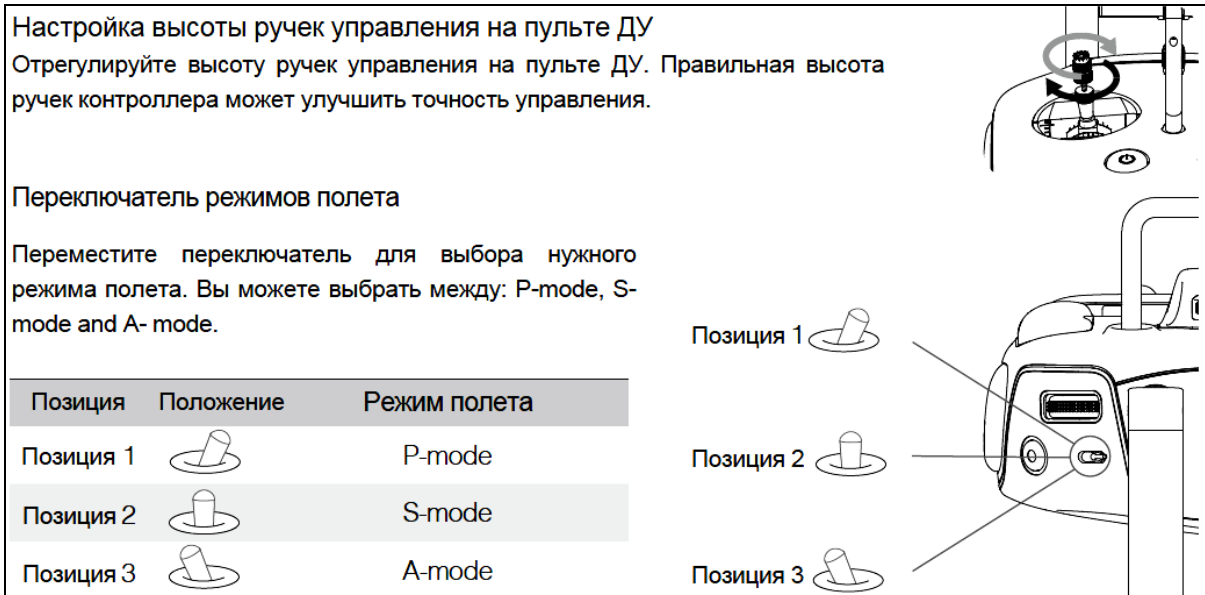 Настройка высоты ручек управления на пульте ДУ
Отрегулируйте высоту ручек управления на пульте ДУ. Правильная высота
ручек контроллера может улучшить точность управления.
Переключатель режимов полета
Переместите переключатель для выбора нужного
режима полета. Вы можете выбрать между: P-mode, S-
mode and A- mode.
Позиция Положение Режим полета
Позиция 1 P-mode
Позиция 2 S-mode
Позиция 3 A-mode
Позиция 1
Позиция 2
Позиция 3